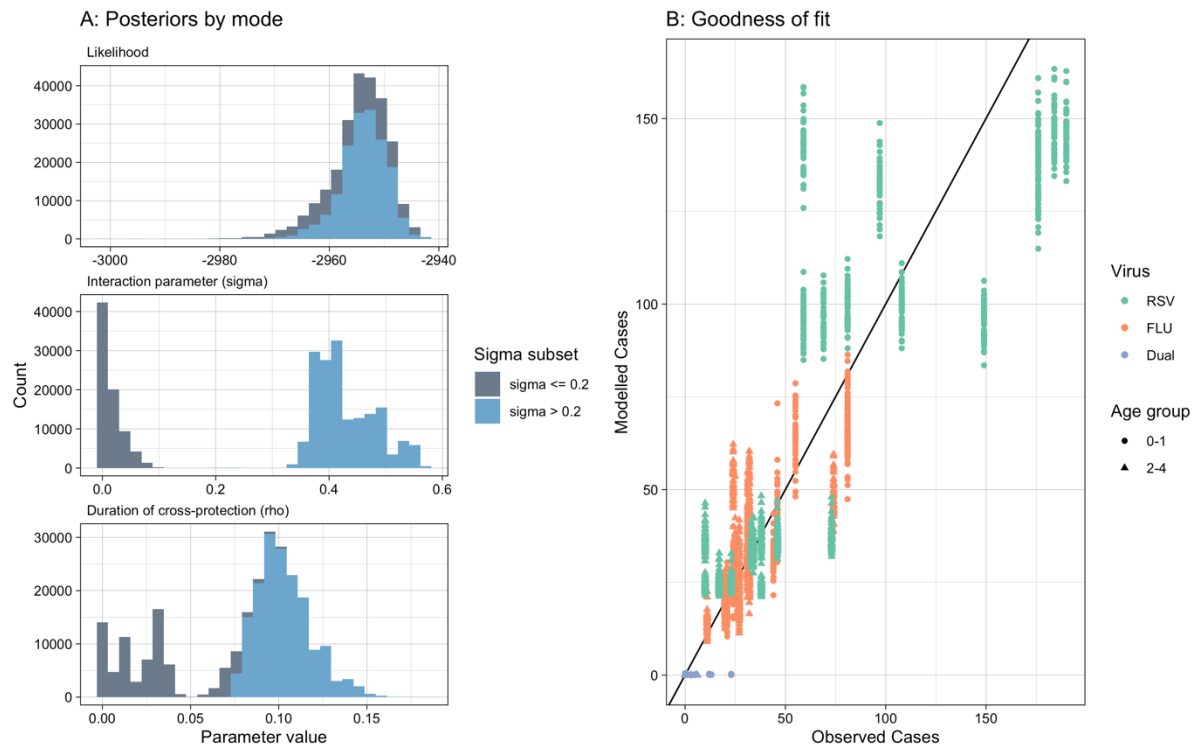 A: Posteriors by mode
Likelihood
40000
30000
20000
10000
0
-3000 -2980 -2960 -2940
Interaction parameter (sigma)
40000
30000
20000
10000
0
0.0 0.2 0.4 0.6
Duration of cross-protection (rho)
30000
20000
10000
0
0.00 0.05 0.10 0.15
Count
Parameter value
Sigma subset
sigma <= 0.2
sigma > 0.2
B: Goodness of fit
150
100
50
0
0 50 100 150
Modelled Cases
Observed Cases
Virus
RSV
FLU
Dual
Age group
0-1
2-4